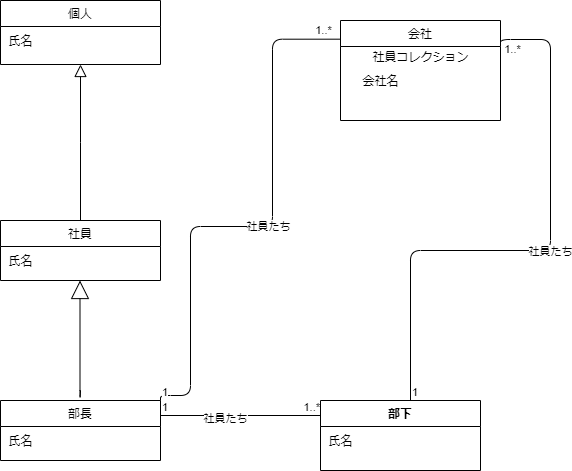 個人
氏名
1..*
会社
社員コレクション
1..*
会社名
社員たち
社員
氏名
社員たち
1
1
部長
社員たち
1..*
1
部下
氏名
氏名